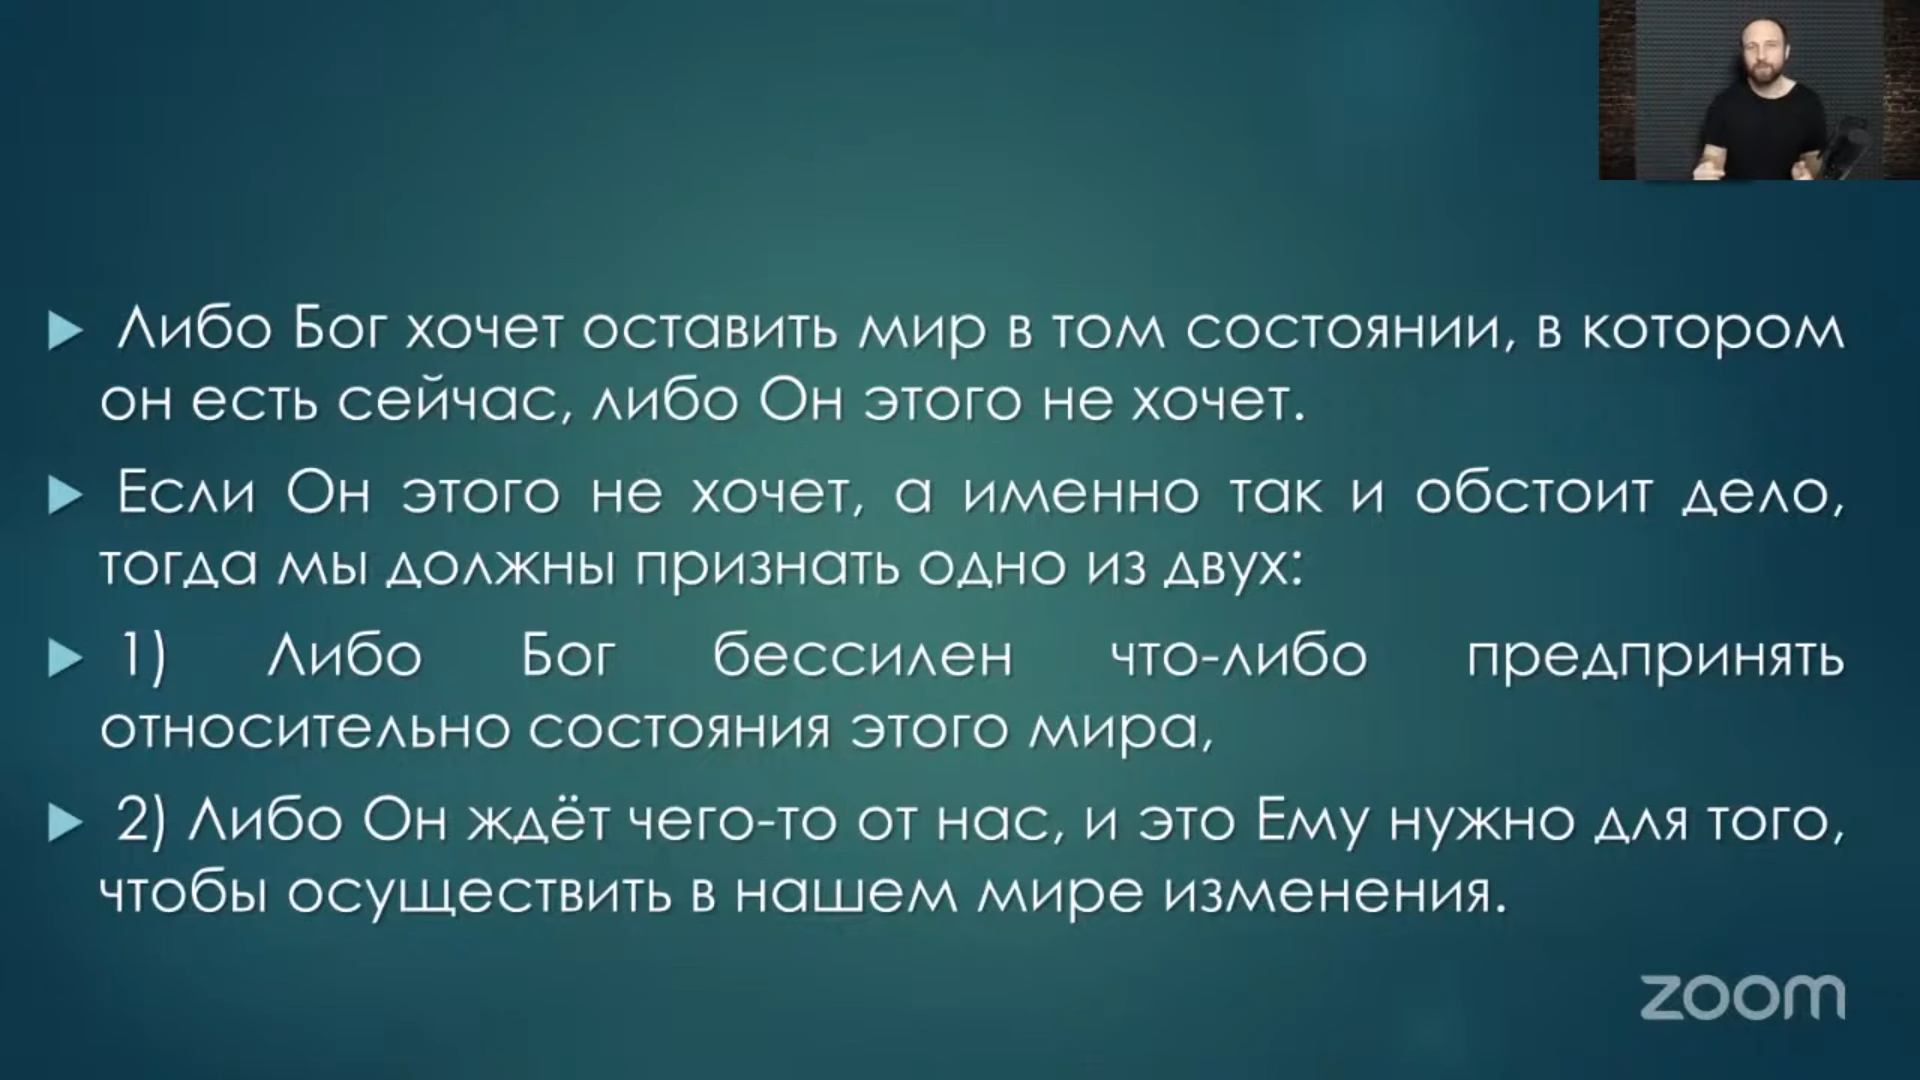 Либо Бог хочет оставить мир в том состоянии, в котором
он есть сейчас, либо Он этого не хочет.
Если Он этого не хочет, а именно так и обстоит дело,
тогда мы должны признать одно из двух:
1) Либо Бог бессилен что-либо предпринять
относительно состояния этого мира,
2) Либо Он ждёт чего-то от нас, и это Ему нужно для того,
чтобы осуществить в нашем мире изменения.
zoom